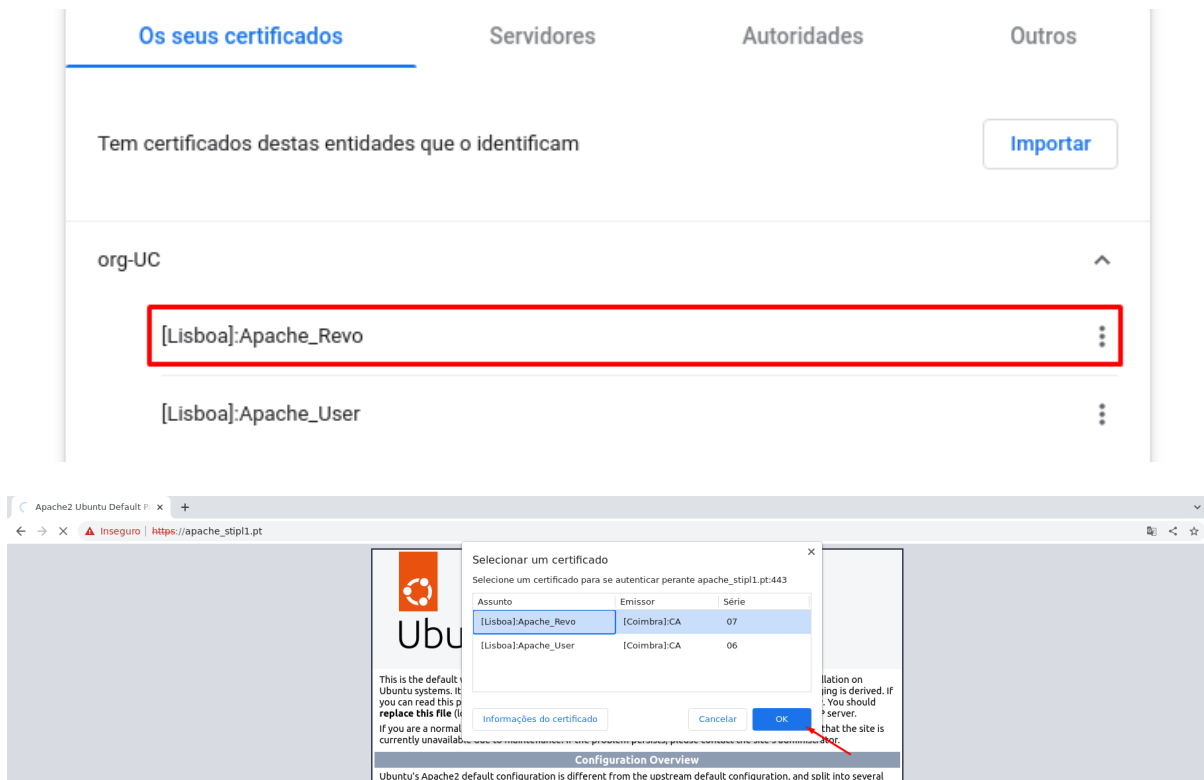 Os seus certificados Servidores Autoridades Outros
Tem certificados destas entidades que o identificam Importar
org-UC
[Lisboa]:Apache_Revo
[Lisboa]:Apache_User
Apache2 Ubuntu Default
Inseguro | https://apache_stipl1.pt
Selecionar um certificado
Selecione um certificado para se autenticar perante apache_stipl1.pt:443
Assunto Emissor Série
[Lisboa]:Apache_Revo [Coimbra]:CA 07
[Lisboa]:Apache_User [Coimbra]:CA 06
Ubu
This is the default
Ubuntu systems. It ging is derived. If
you can read this . You should
replace this file server.
Informações do certificado Cancelar OK
If you are a normal that the site is
currently unavailable due to maintenance. If the problem persists, please contact the site's administrator.
Configuration Overview
Ubuntu's Apache2 default configuration is different from the upstream default configuration, and split into several